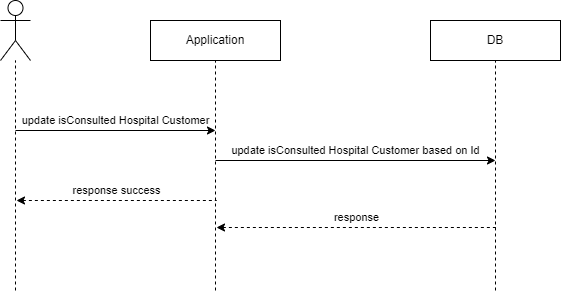 Application
DB
update isConsulted Hospital Customer
update isConsulted Hospital Customer based on Id
response success
response